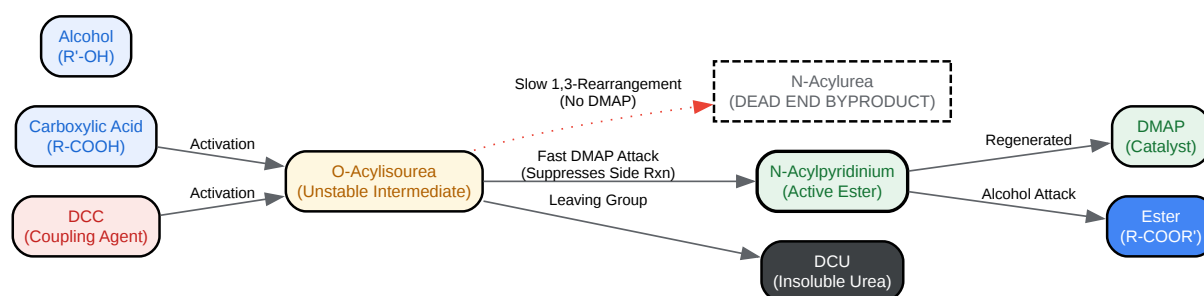 Alcohol
(R'-OH)
Carboxylic Acid
(R-COOH)
DCC
(Coupling Agent)
Activation
Activation
O-Acylisourea
(Unstable Intermediate)
Slow 1,3-Rearrangement
(No DMAP)
Fast DMAP Attack
(Suppresses Side Rxn)
Leaving Group
N-Acylurea
(DEAD END BYPRODUCT)
N-Acylpyridinium
(Active Ester)
DCU
(Insoluble Urea)
Regenerated
Alcohol Attack
DMAP
(Catalyst)
Ester
(R-COOR')